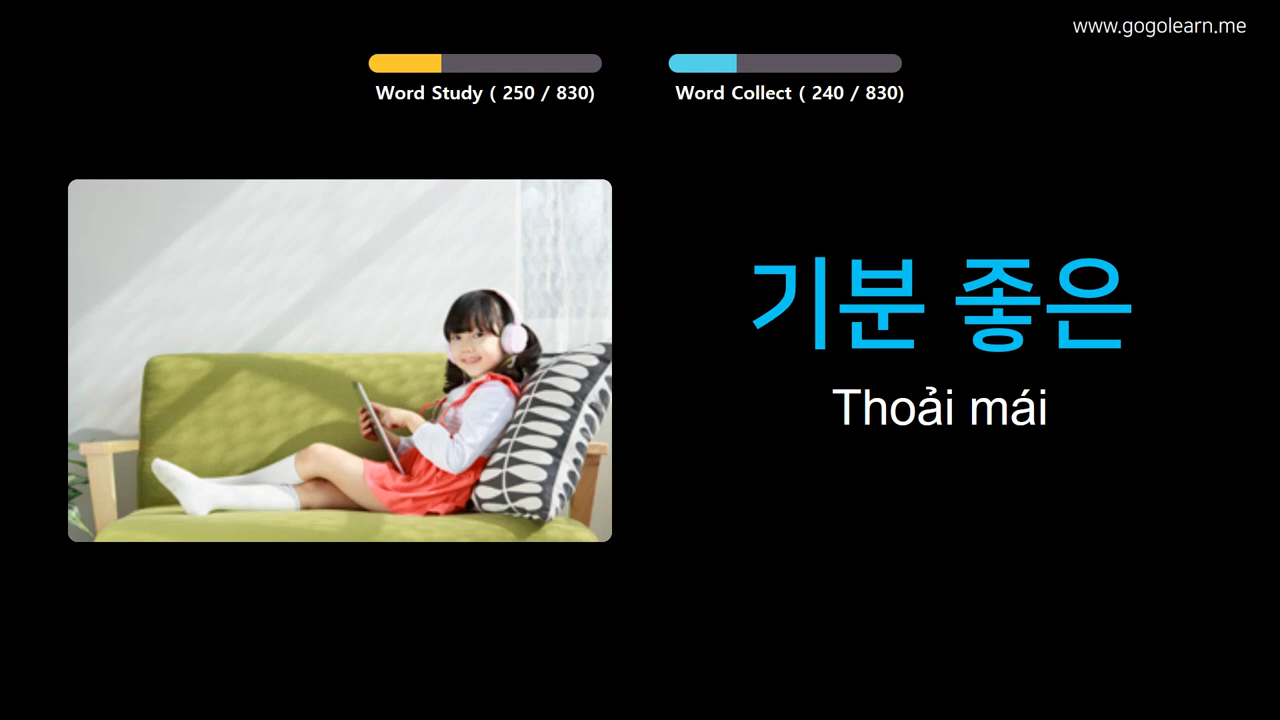 www.gogolearn.me
Word Study ( 250 / 830)
Word Collect ( 240 / 830)
기분 좋은
Thoải mái